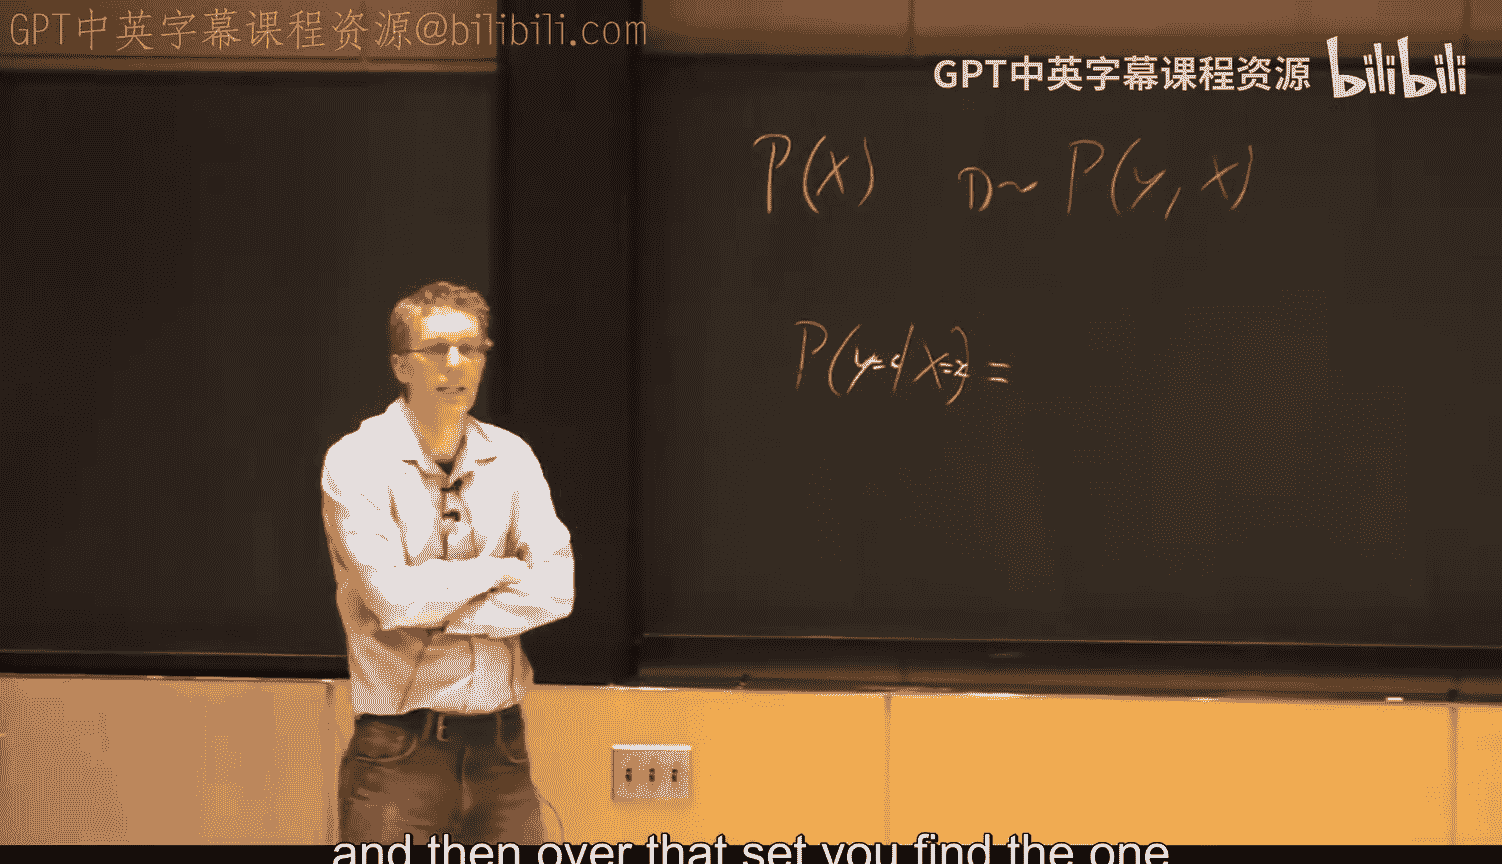 GPT中英字幕课程资源@bilibili.com
GPT中英字幕课程资源 bilibili
P(X) D~P(y, X)
P(y=c|X=x) =
and then over that set you find the one